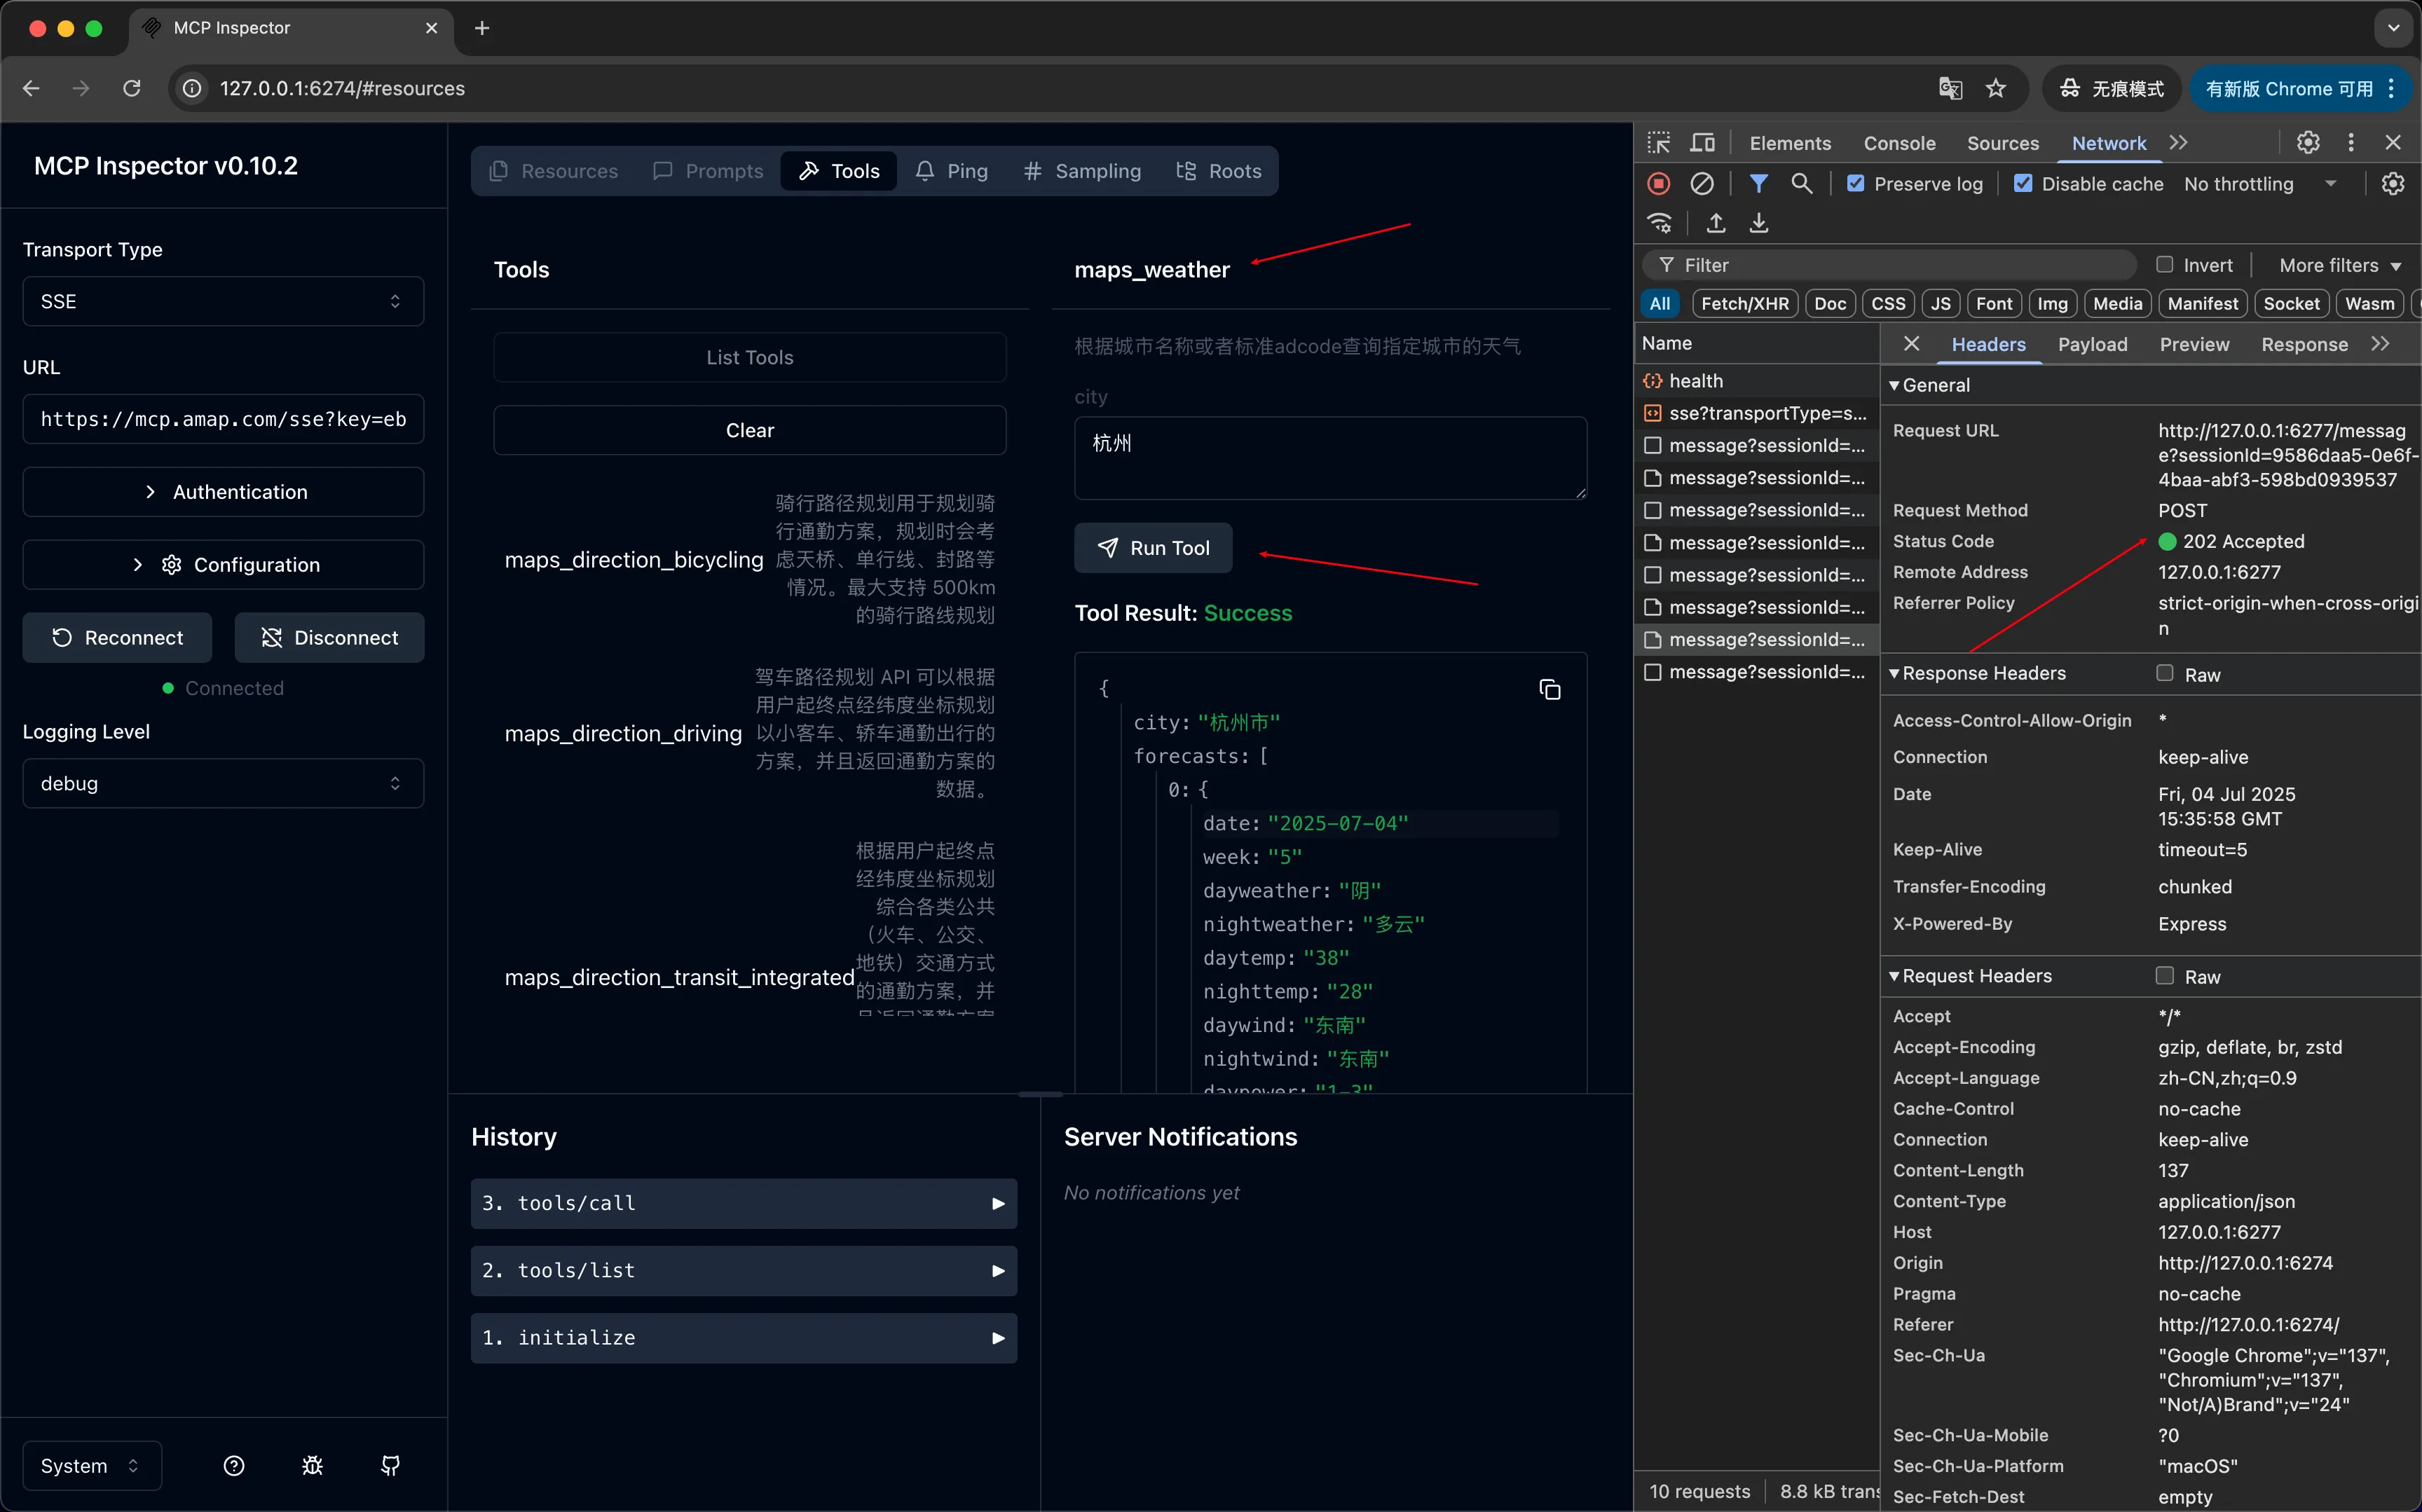 MCP Inspector
127.0.0.1:6274/#resources
无痕模式
有新版 Chrome 可用
MCP Inspector v0.10.2
Transport Type
SSE
URL
https://mcp.amap.com/sse?key=eb
Authentication
Configuration
Reconnect
Disconnect
Connected
Logging Level
debug
System
Resources
Prompts
Tools
Ping
Sampling
Roots
Tools
List Tools
Clear
maps_direction_bicycling
骑行路径规划用于规划骑
行通勤方案，规划时会考
虑天桥、单行线、封路等
情况。最大支持 500km
的骑行路线规划
maps_direction_driving
驾车路径规划 API 可以根据
用户起终点经纬度坐标规划
以小客车、轿车通勤出行的
方案，并且返回通勤方案的
数据。
maps_direction_transit_integrated
根据用户起终点
经纬度坐标规划
综合各类公共
（火车、公交、
地铁）交通方式
的通勤方案，并
且返回通勤方案
maps_weather
根据城市名称或者标准adcode查询指定城市的天气
city
杭州
Run Tool
Tool Result: Success
{
city: "杭州市"
forecasts: [
0: {
date: "2025-07-04"
week: "5"
dayweather: "阴"
nightweather: "多云"
daytemp: "38"
nighttemp: "28"
daywind: "东南"
nightwind: "东南"
daypower: "1-3"
History
3. tools/call
2. tools/list
1. initialize
Server Notifications
No notifications yet
Elements
Console
Sources
Network
Preserve log
Disable cache
No throttling
Filter
Invert
More filters
All
Fetch/XHR
Doc
CSS
JS
Font
Img
Media
Manifest
Socket
Wasm
Name
health
sse?transportType=s...
message?sessionId=...
message?sessionId=...
message?sessionId=...
message?sessionId=...
message?sessionId=...
message?sessionId=...
message?sessionId=...
message?sessionId=...
10 requests
8.8 kB trans
Headers
Payload
Preview
Response
General
Request URL
http://127.0.0.1:6277/messag
e?sessionId=9586daa5-0e6f-
4baa-abf3-598bd0939537
Request Method
POST
Status Code
202 Accepted
Remote Address
127.0.0.1:6277
Referrer Policy
strict-origin-when-cross-origi
n
Response Headers
Raw
Access-Control-Allow-Origin
*
Connection
keep-alive
Date
Fri, 04 Jul 2025
15:35:58 GMT
Keep-Alive
timeout=5
Transfer-Encoding
chunked
X-Powered-By
Express
Request Headers
Raw
Accept
*/*
Accept-Encoding
gzip, deflate, br, zstd
Accept-Language
zh-CN,zh;q=0.9
Cache-Control
no-cache
Connection
keep-alive
Content-Length
137
Content-Type
application/json
Host
127.0.0.1:6277
Origin
http://127.0.0.1:6274
Pragma
no-cache
Referer
http://127.0.0.1:6274/
Sec-Ch-Ua
"Google Chrome";v="137",
"Chromium";v="137",
"Not/A)Brand";v="24"
Sec-Ch-Ua-Mobile
?0
Sec-Ch-Ua-Platform
"macOS"
Sec-Fetch-Dest
empty